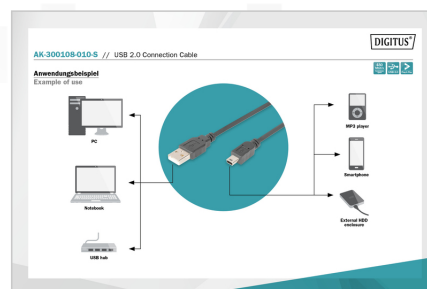 DIGITUS®
AK-300108-010-S // USB 2.0 Connection Cable
Anwendungsbeispiel
Example of use
PC
Notebook
USB hub
MP3 player
Smartphone
External HDD
enclosure